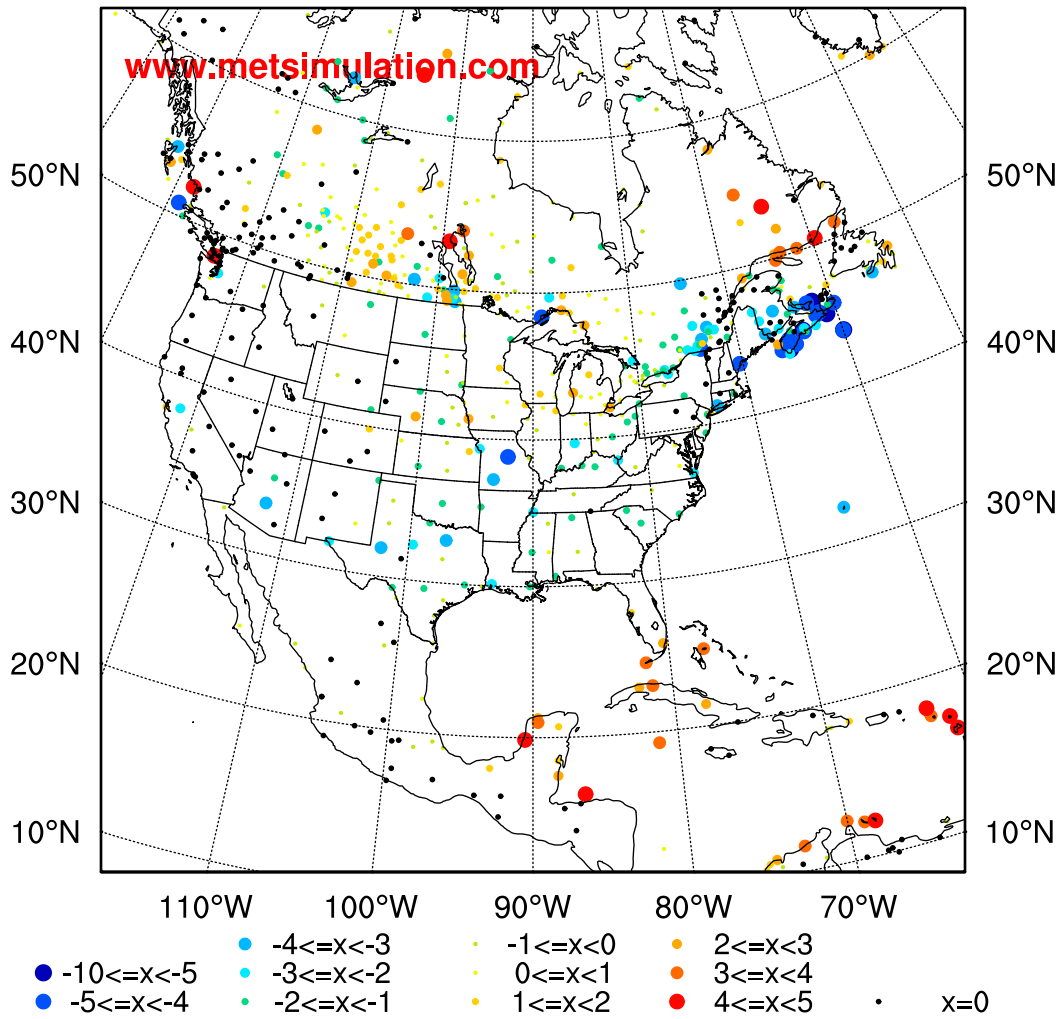 www.metsimulation.com
50°N 50°N
40°N 40°N
30°N 30°N
20°N 20°N
10°N 10°N
110°W 100°W 90°W 80°W 70°W
-4<=x<-3 -1<=x<0 2<=x<3
-10<=x<-5 -3<=x<-2 0<=x<1 3<=x<4
-5<=x<-4 -2<=x<-1 1<=x<2 4<=x<5 x=0